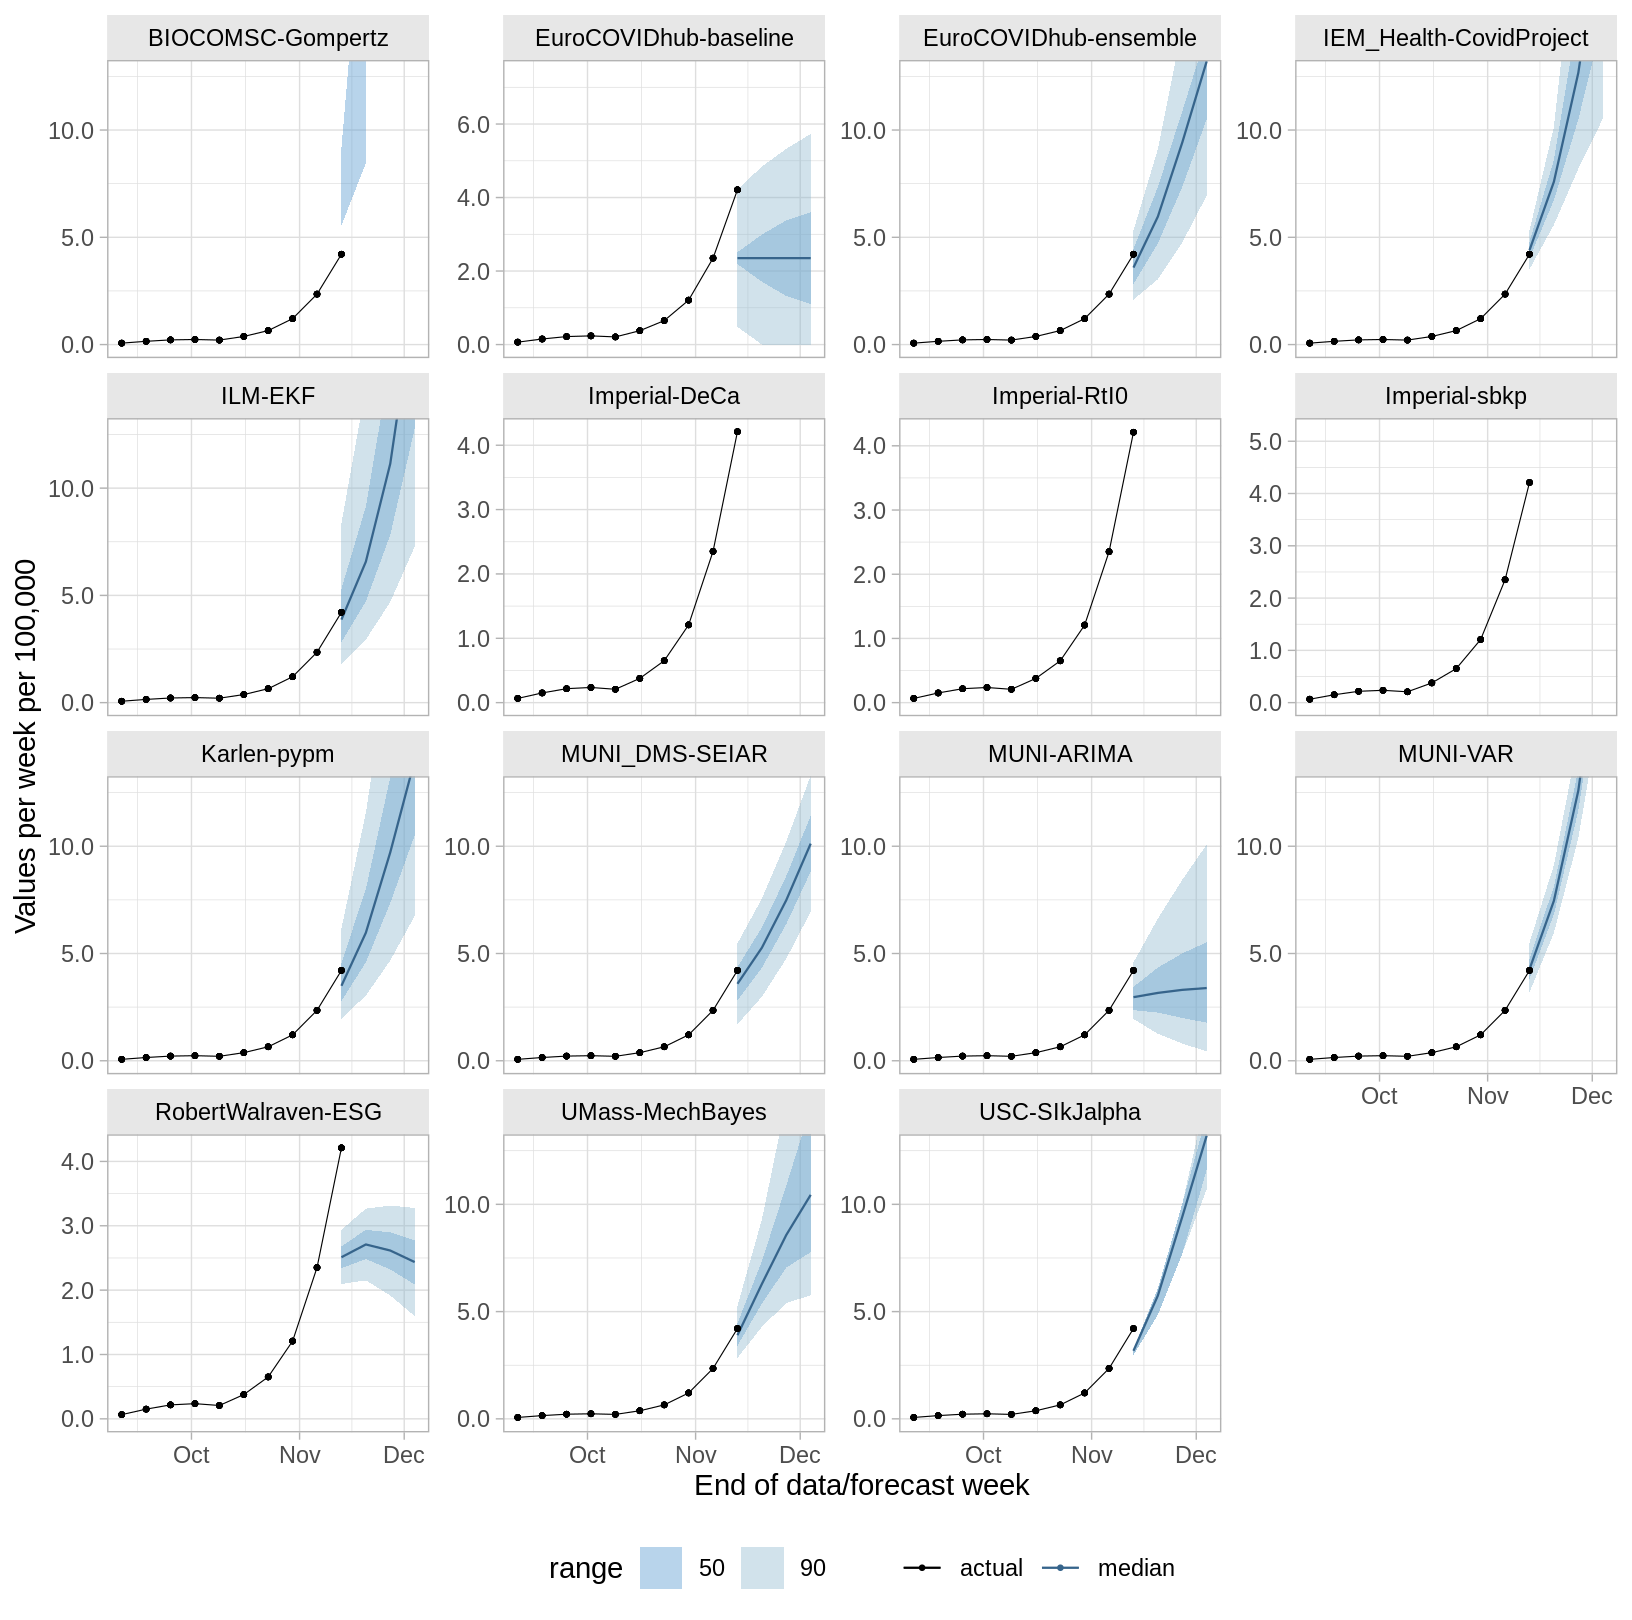 BIOCOMSC-Gompertz EuroCOVIDhub-baseline EuroCOVIDhub-ensemble IEM_Health-CovidProject
10.0 5.0 0.0
6.0 4.0 2.0 0.0
10.0 5.0 0.0
10.0 5.0 0.0
ILM-EKF Imperial-DeCa Imperial-RtI0 Imperial-sbkp
10.0 5.0 0.0
4.0 3.0 2.0 1.0 0.0
4.0 3.0 2.0 1.0 0.0
5.0 4.0 3.0 2.0 1.0 0.0
Values per week per 100,000
Karlen-pypm MUNI_DMS-SEIAR MUNI-ARIMA MUNI-VAR
10.0 5.0 0.0
10.0 5.0 0.0
10.0 5.0 0.0
10.0 5.0 0.0
Oct Nov Dec
RobertWalraven-ESG UMass-MechBayes USC-SIkJalpha
4.0 3.0 2.0 1.0 0.0
10.0 5.0 0.0
10.0 5.0 0.0
Oct Nov Dec Oct Nov Dec Oct Nov Dec
End of data/forecast week
range 50 90 actual median